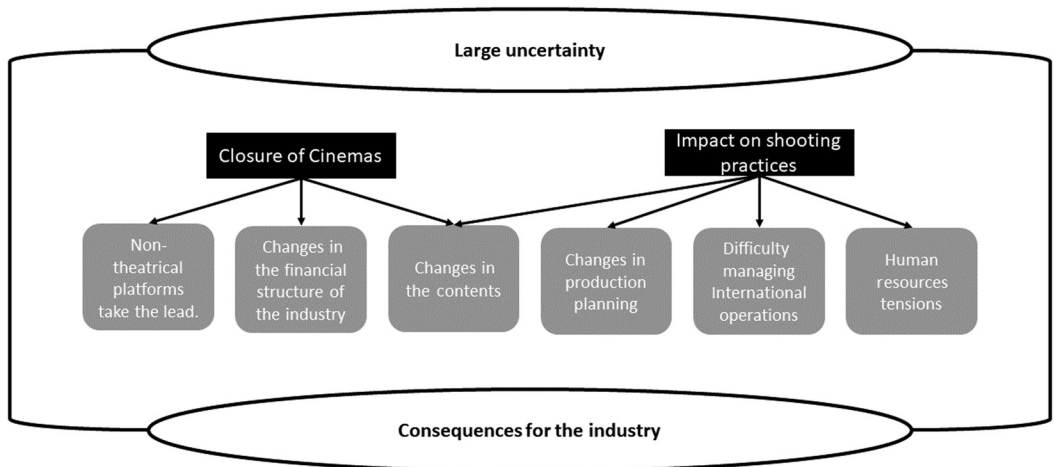 Large uncertainty
Closure of Cinemas
Impact on shooting
practices
Non-
theatrical
platforms
take the lead.
Changes in
the financial
structure of
the industry
Changes in
the contents
Changes in
production
planning
Difficulty
managing
International
operations
Human
resources
tensions
Consequences for the industry